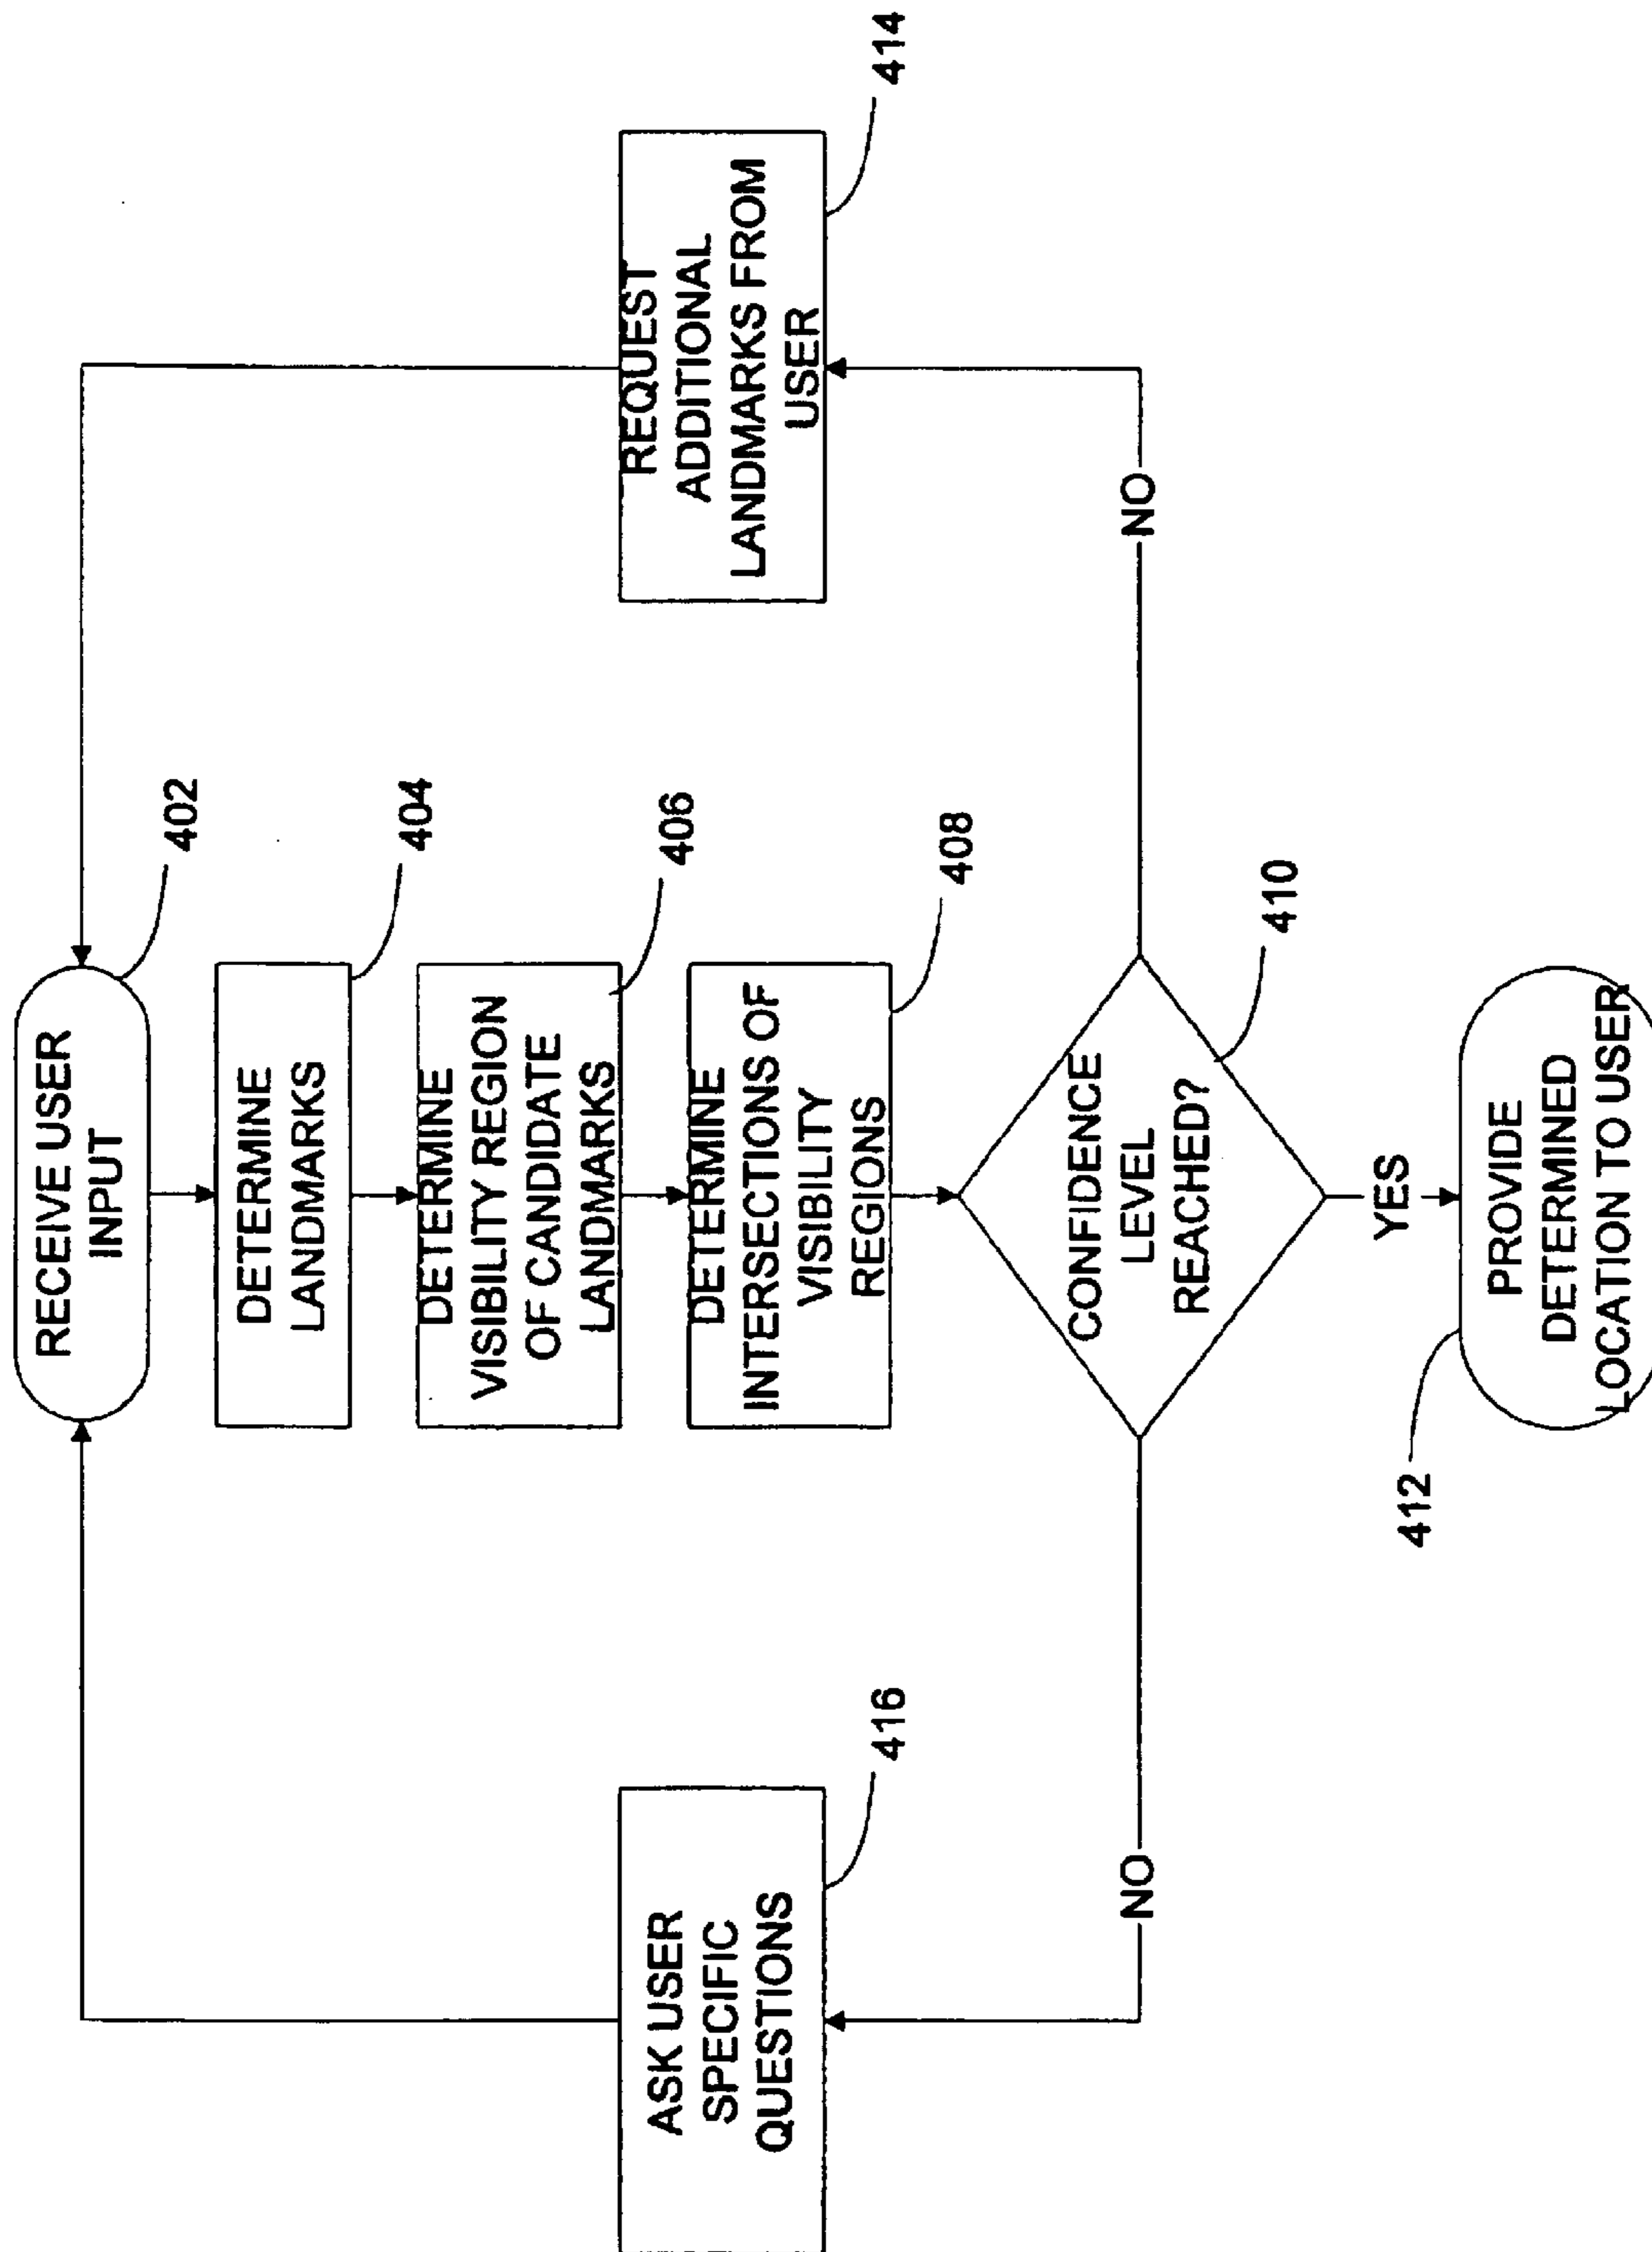 RECEIVE USER
INPUT
402
DETERMINE
LANDMARKS
404
DETERMINE
VISIBILITY REGION
OF CANDIDATE
LANDMARKS
406
DETERMINE
INTERSECTIONS OF
VISIBILITY
REGIONS
408
CONFIDENCE
LEVEL
REACHED?
410
NO
NO
YES
ASK USER
SPECIFIC
QUESTIONS
416
REQUEST
ADDITIONAL
LANDMARKS FROM
USER
414
412
PROVIDE
DETERMINED
LOCATION TO USER